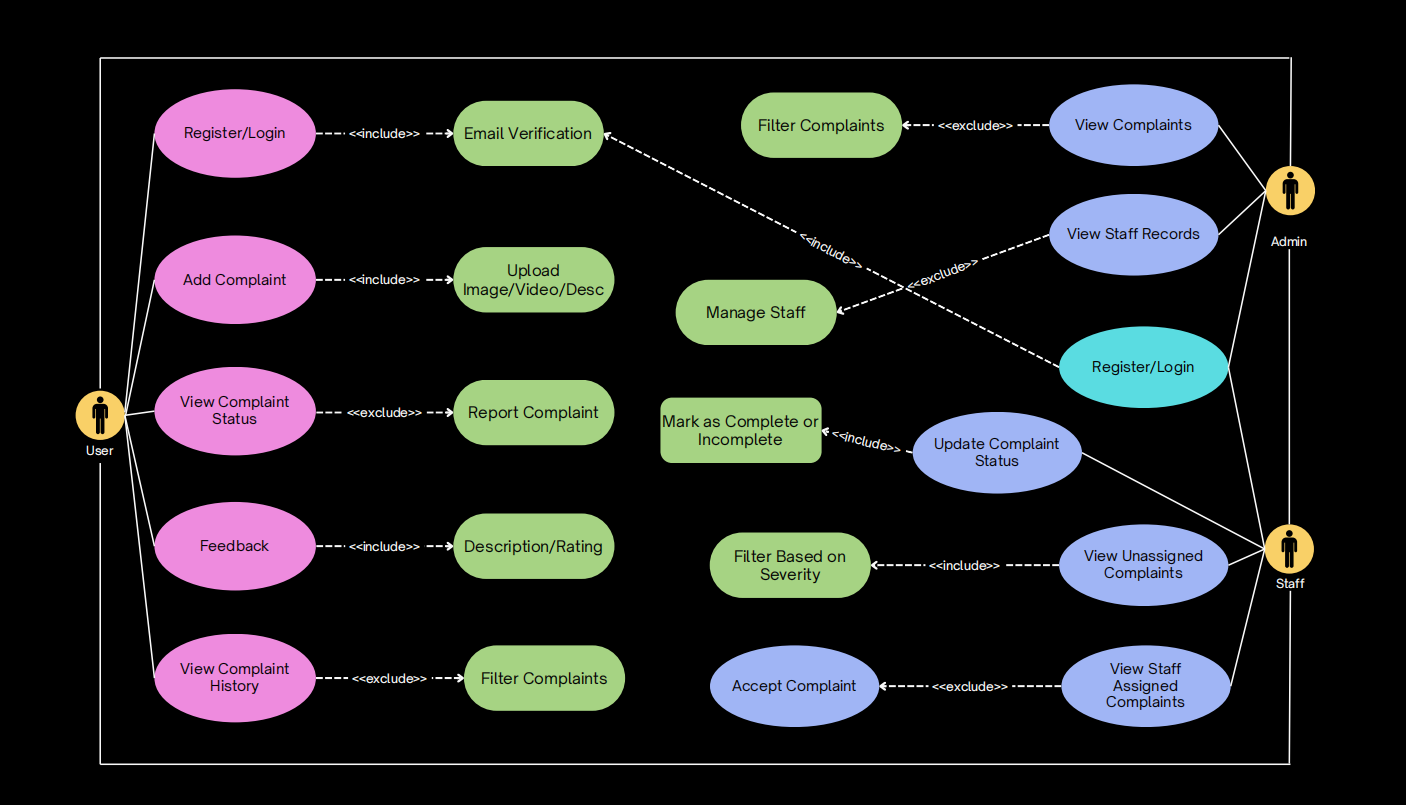 Register/Login
<<include>>
Email Verification
Filter Complaints
<<exclude>>
View Complaints
Admin
View Staff Records
<<include>>
<<exclude>>
Add Complaint
<<include>>
Upload
Image/Video/Desc
Manage Staff
Register/Login
View Complaint
Status
<<exclude>>
Report Complaint
Mark as Complete or
Incomplete
<<include>>
Update Complaint
Status
User
Feedback
<<include>>
Description/Rating
Filter Based on
Severity
<<include>>
View Unassigned
Complaints
Staff
View Complaint
History
<<exclude>>
Filter Complaints
Accept Complaint
<<exclude>>
View Staff
Assigned
Complaints